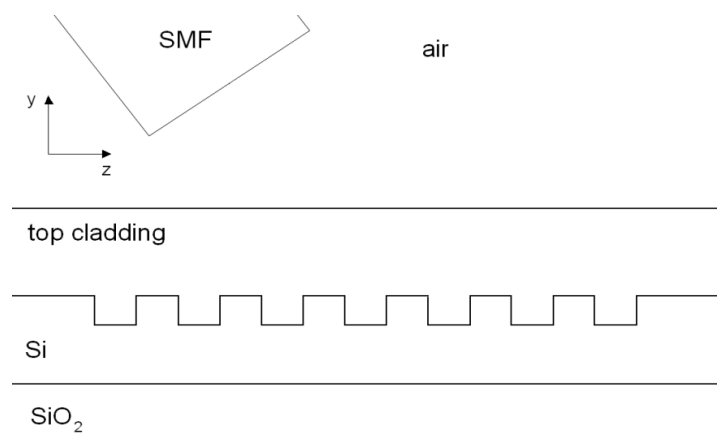 SMF
air
y
z
top cladding
Si
SiO₂